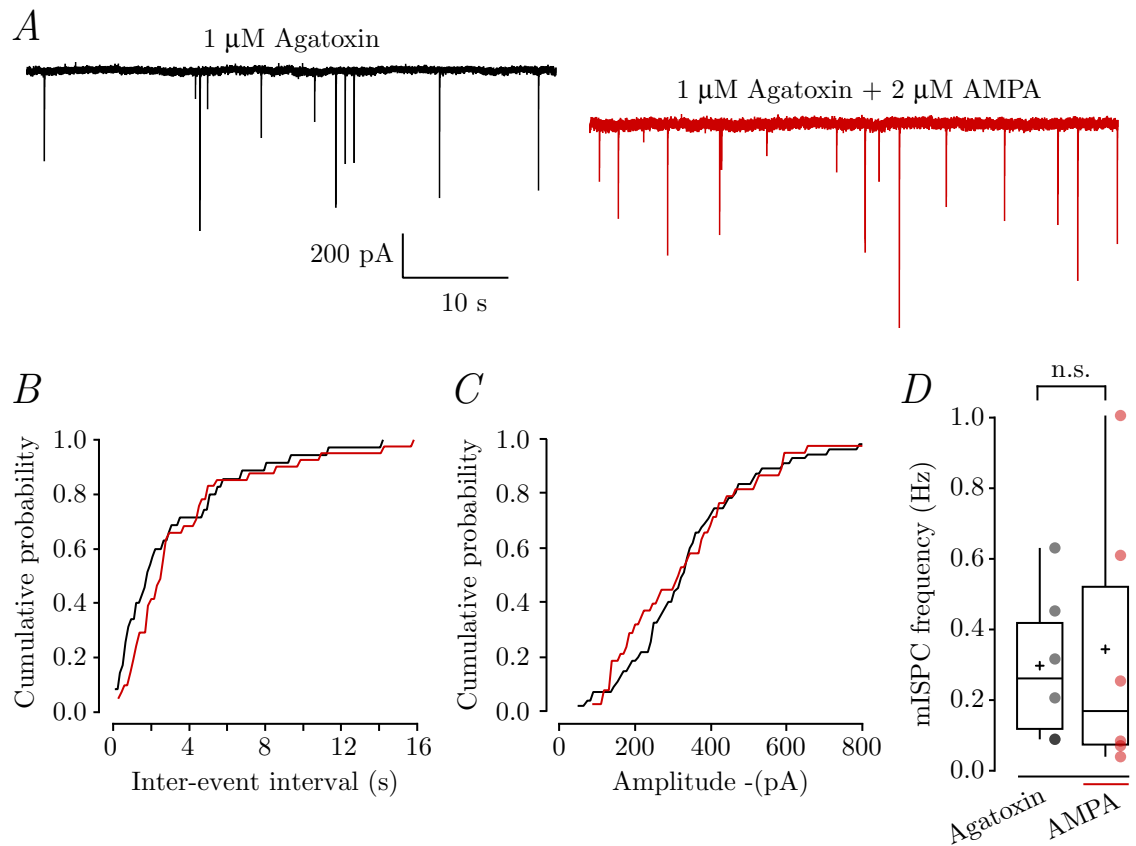 A
1 µM Agatoxin
1 µM Agatoxin + 2 µM AMPA
200 pA
10 s
B
Cumulative probability
1.0
0.8
0.6
0.4
0.2
0.0
0
4
8
12
16
Inter-event interval (s)
C
Cumulative probability
1.0
0.8
0.6
0.4
0.2
0.0
200
400
600
800
Amplitude -(pA)
D
n.s.
mISPC frequency (Hz)
1.0
0.8
0.6
0.4
0.2
0.0
Agatoxin
AMPA